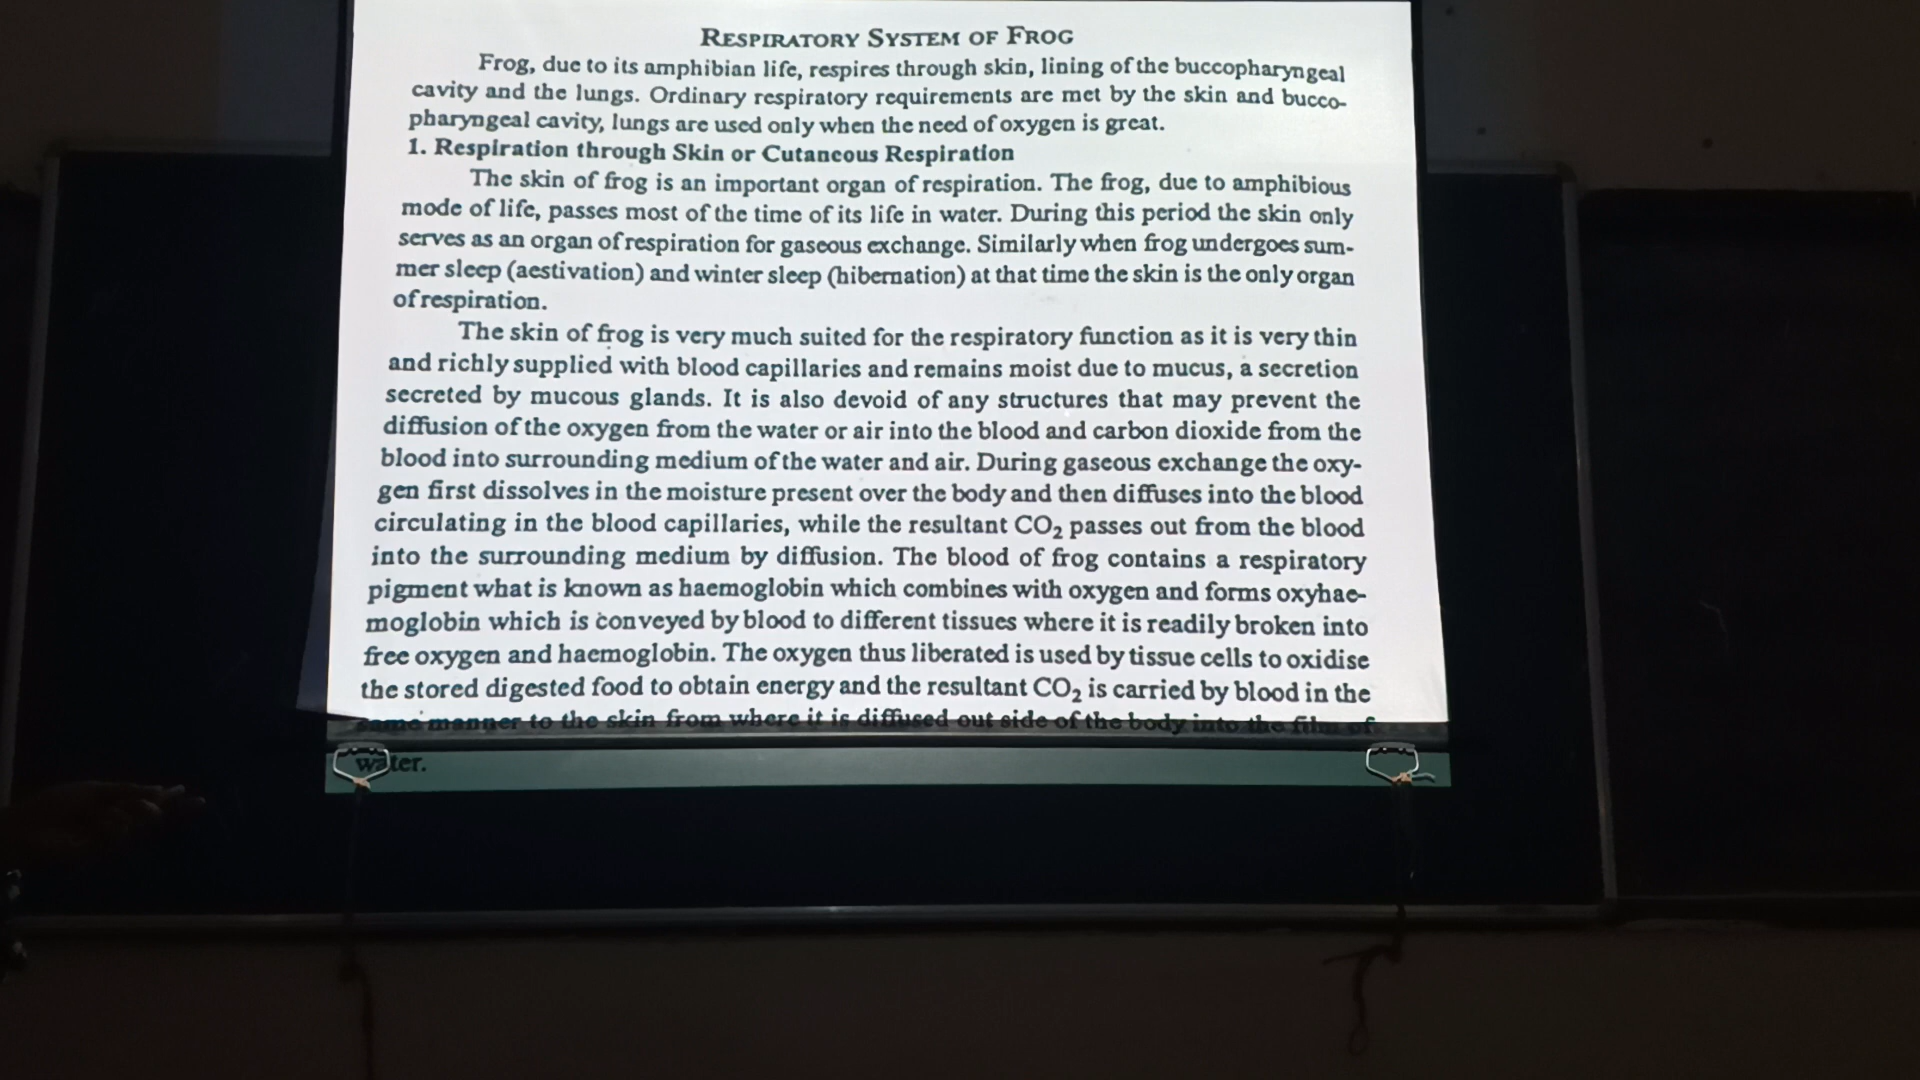 RESPIRATORY SYSTEM OF FROG
Frog, due to its amphibian life, respires through skin, lining of the buccopharyngeal
cavity and the lungs. Ordinary respiratory requirements are met by the skin and bucco-
pharyngeal cavity, lungs are used only when the need of oxygen is great.
1. Respiration through Skin or Cutaneous Respiration
The skin of frog is an important organ of respiration. The frog, due to amphibious
mode of life, passes most of the time of its life in water. During this period the skin only
serves as an organ of respiration for gaseous exchange. Similarly when frog undergoes sum-
mer sleep (aestivation) and winter sleep (hibernation) at that time the skin is the only organ
of respiration.
The skin of frog is very much suited for the respiratory function as it is very thin
and richly supplied with blood capillaries and remains moist due to mucus, a secretion
secreted by mucous glands. It is also devoid of any structures that may prevent the
diffusion of the oxygen from the water or air into the blood and carbon dioxide from the
blood into surrounding medium of the water and air. During gaseous exchange the oxy-
gen first dissolves in the moisture present over the body and then diffuses into the blood
circulating in the blood capillaries, while the resultant CO₂ passes out from the blood
into the surrounding medium by diffusion. The blood of frog contains a respiratory
pigment what is known as haemoglobin which combines with oxygen and forms oxyhae-
moglobin which is conveyed by blood to different tissues where it is readily broken into
free oxygen and haemoglobin. The oxygen thus liberated is used by tissue cells to oxidise
the stored digested food to obtain energy and the resultant CO₂ is carried by blood in the
same manner to the skin from where it is diffused out side of the body into the film of
water.